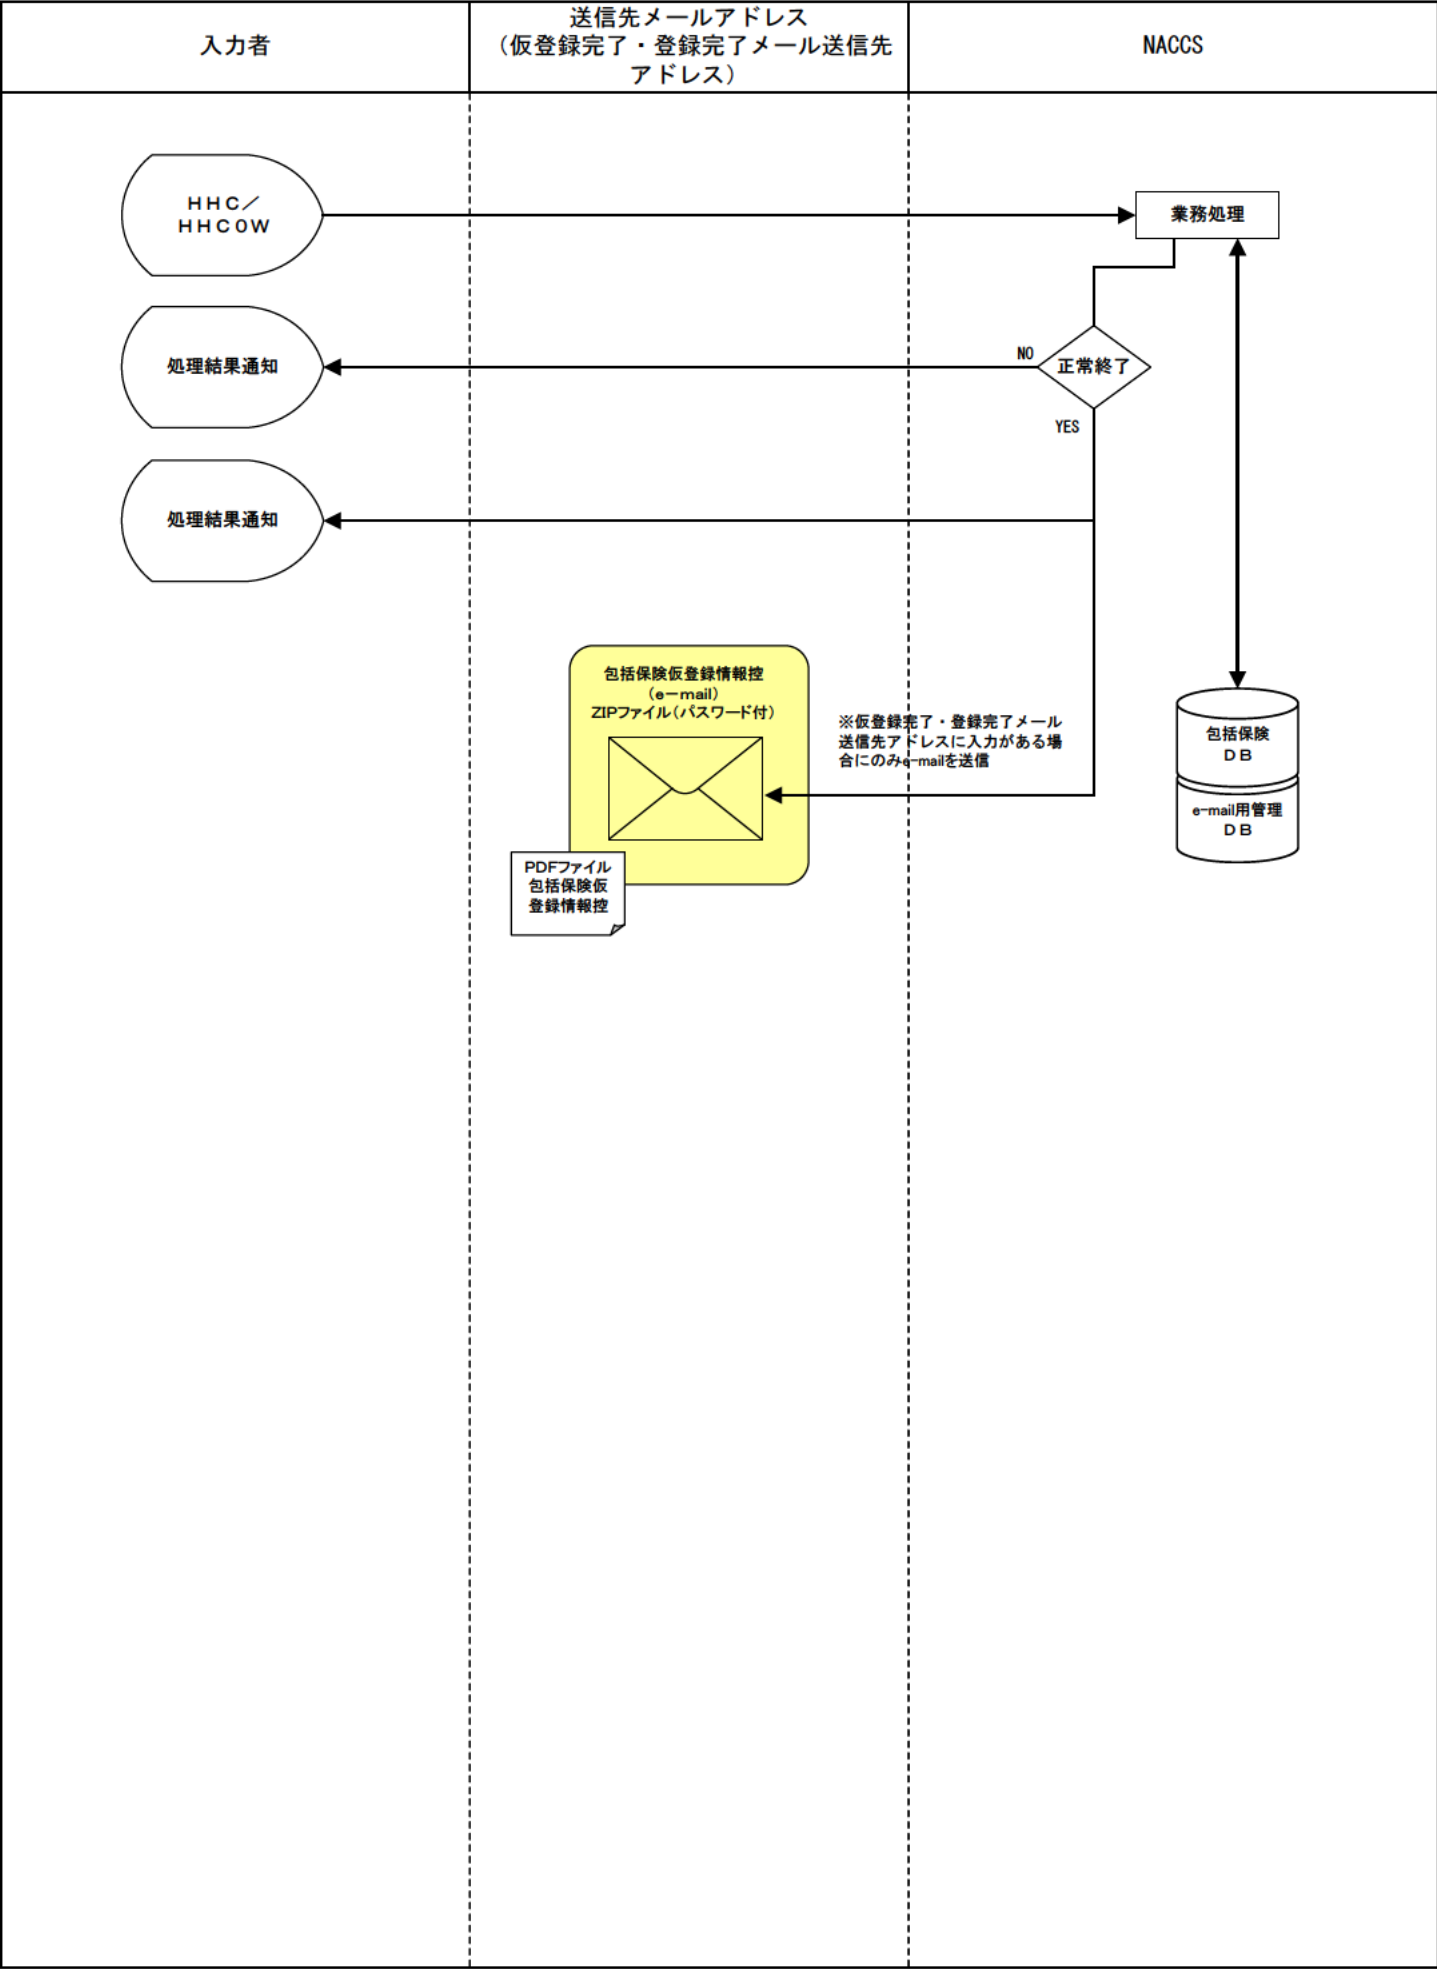 入力者
送信先メールアドレス
（仮登録完了・登録完了メール送信先
アドレス）
NACCS
ＨＨＣ／
ＨＨＣ０Ｗ
業務処理
処理結果通知
NO
正常終了
YES
処理結果通知
包括保険仮登録情報控
（e－mail）
ZIPファイル（パスワード付）
※仮登録完了・登録完了メール
送信先アドレスに入力がある場
合にのみe-mailを送信
包括保険
ＤＢ
e-mail用管理
ＤＢ
PDFファイル
包括保険仮
登録情報控